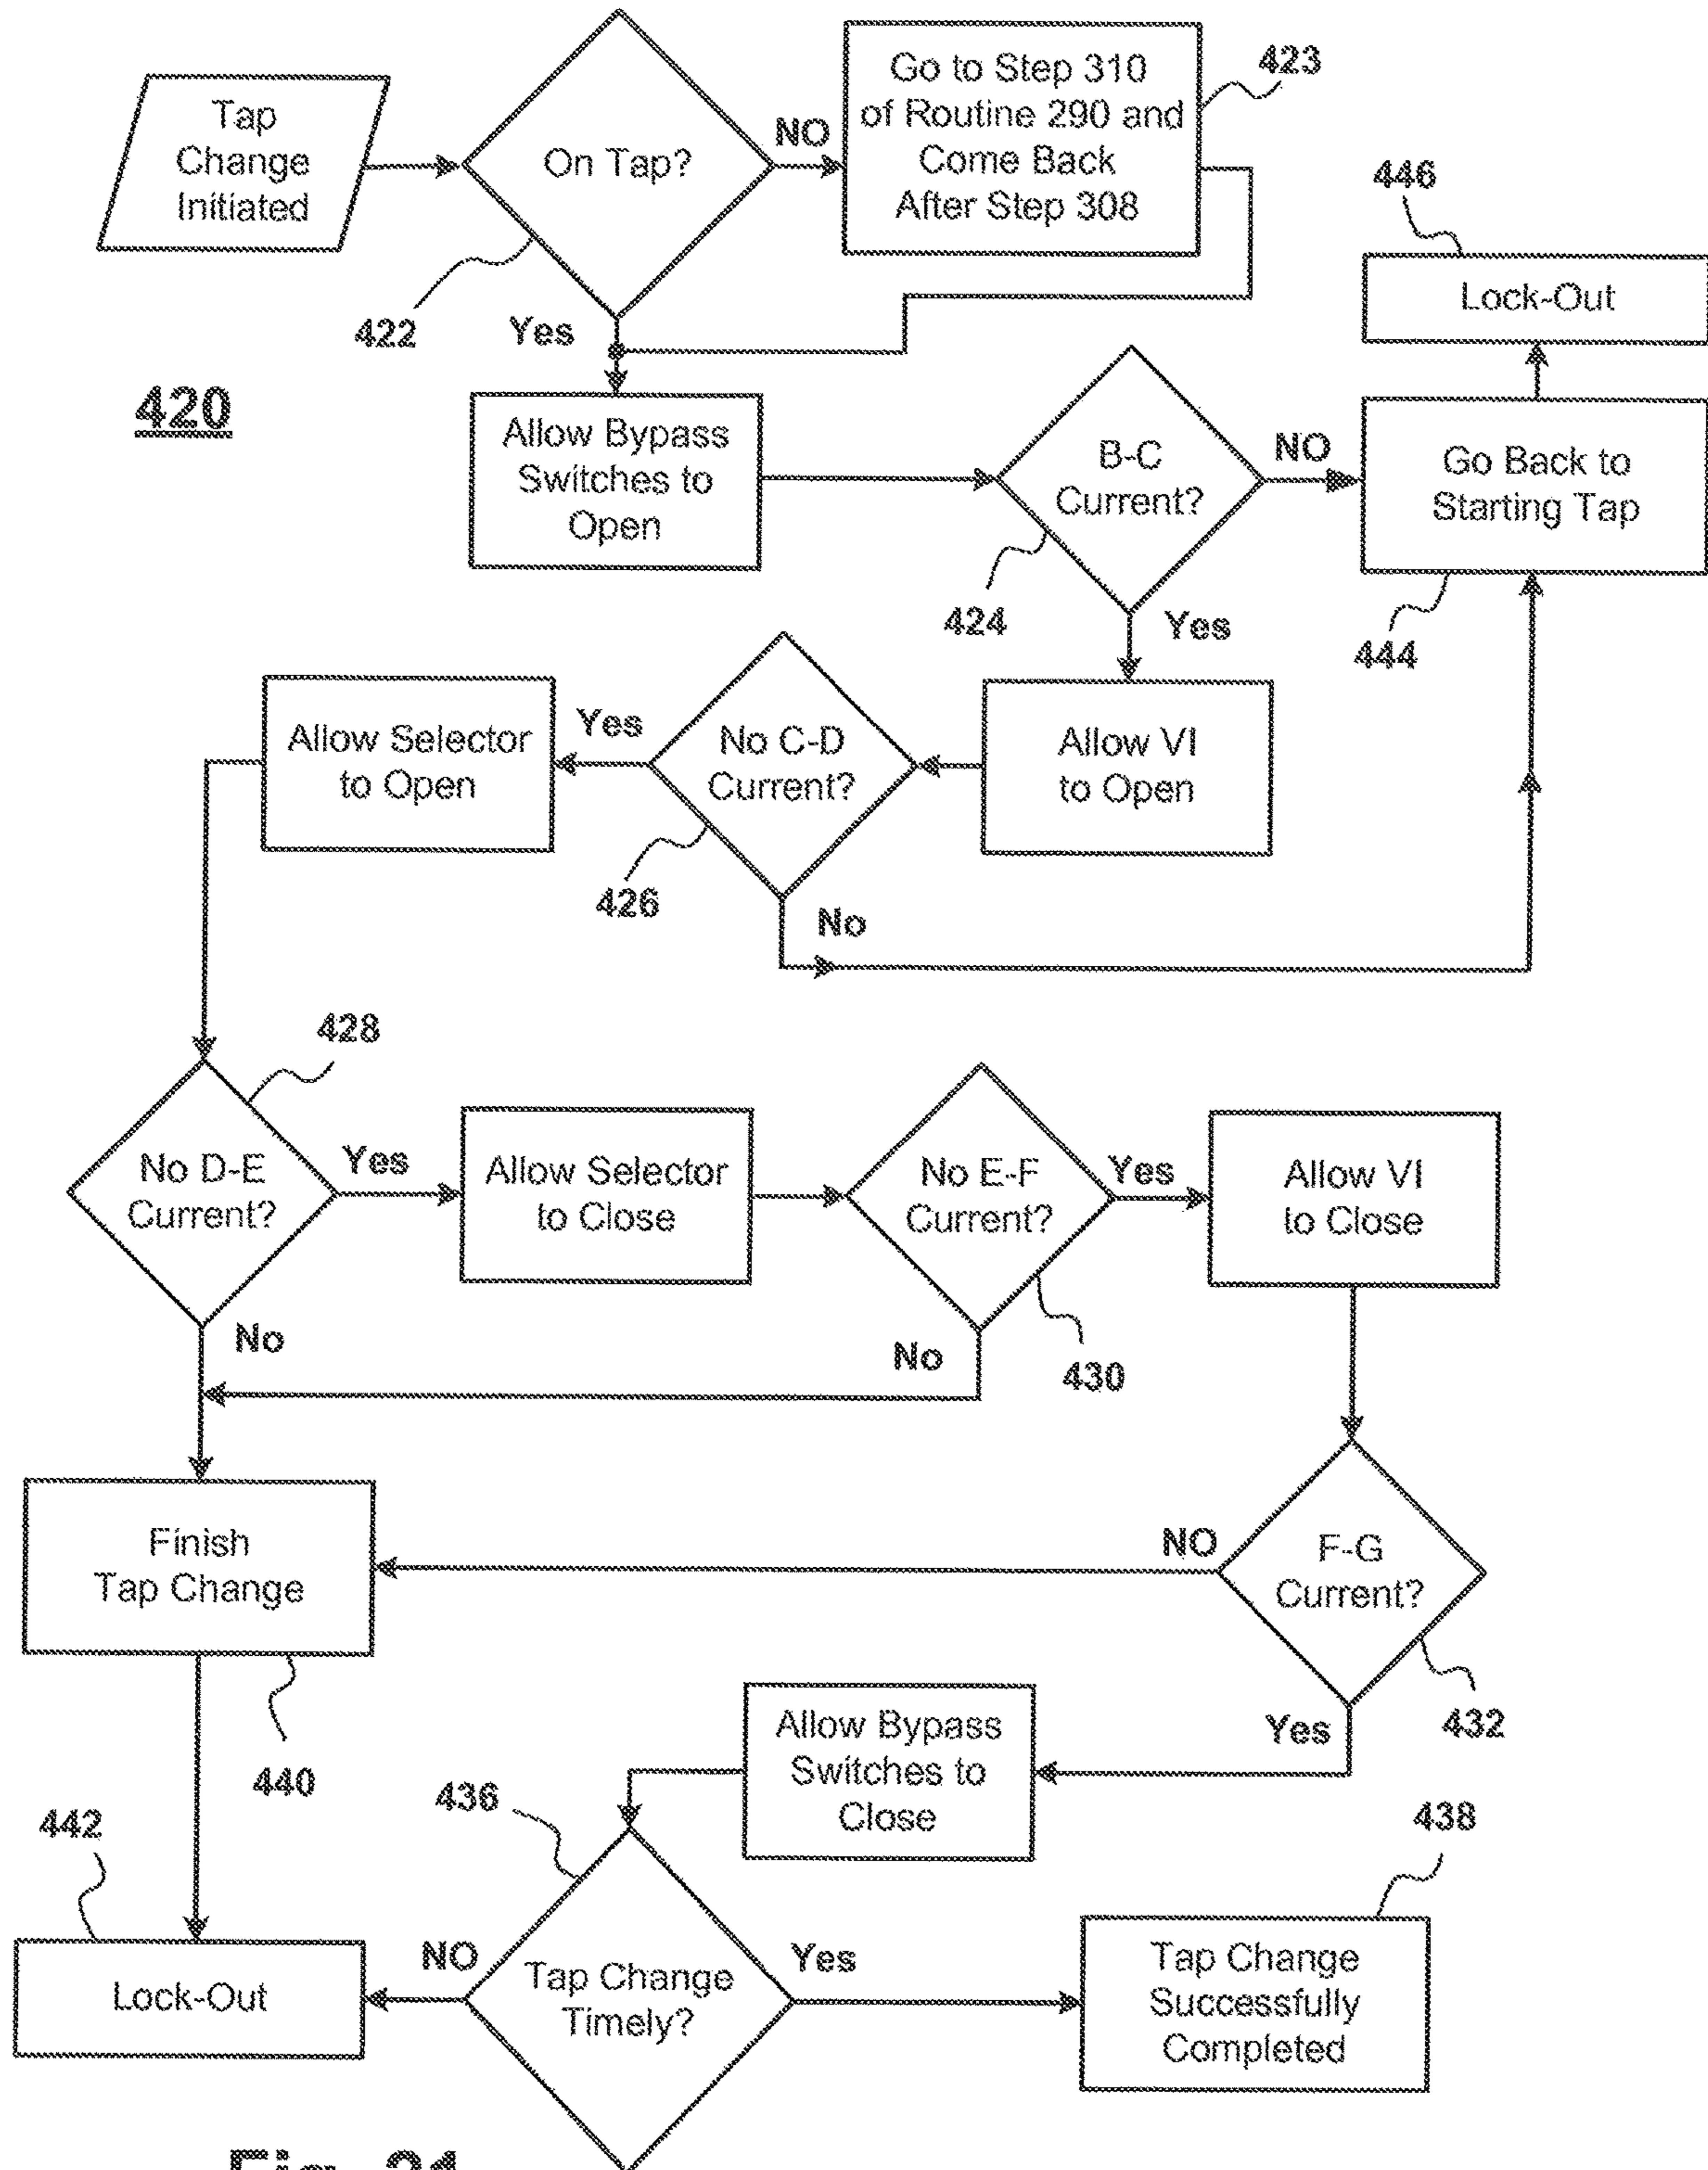 Tap
Change
Initiated
On Tap?
NO
Go to Step 310
of Routine 290 and
Come Back
After Step 308
423
422
Yes
446
Lock-Out
420
Allow Bypass
Switches to
Open
B-C
Current?
NO
Go Back to
Starting Tap
424
Yes
444
Allow Selector
to Open
Yes
No C-D
Current?
Allow VI
to Open
426
No
428
No D-E
Current?
Yes
Allow Selector
to Close
No E-F
Current?
Yes
Allow VI
to Close
No
No
430
Finish
Tap Change
NO
F-G
Current?
440
Allow Bypass
Switches to
Close
Yes
432
436
442
438
Lock-Out
NO
Tap Change
Timely?
Yes
Tap Change
Successfully
Completed
Fig. 21